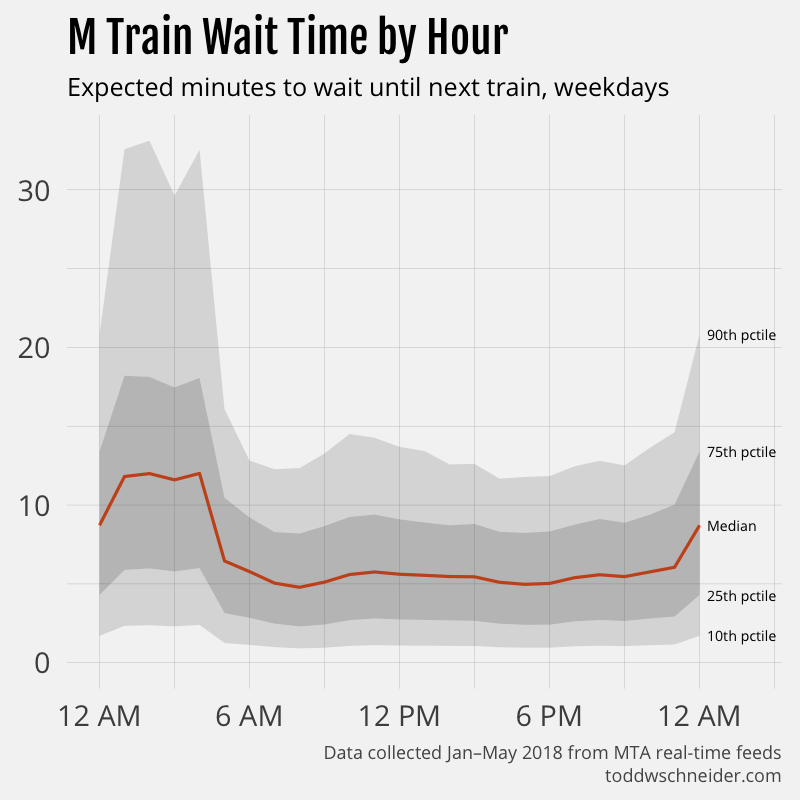 M Train Wait Time by Hour
Expected minutes to wait until next train, weekdays
30
20
90th pctile
75th pctile
10
Median
25th pctile
10th pctile
0
12 AM 6 AM 12 PM 6 PM 12 AM
Data collected Jan–May 2018 from MTA real-time feeds
toddwschneider.com